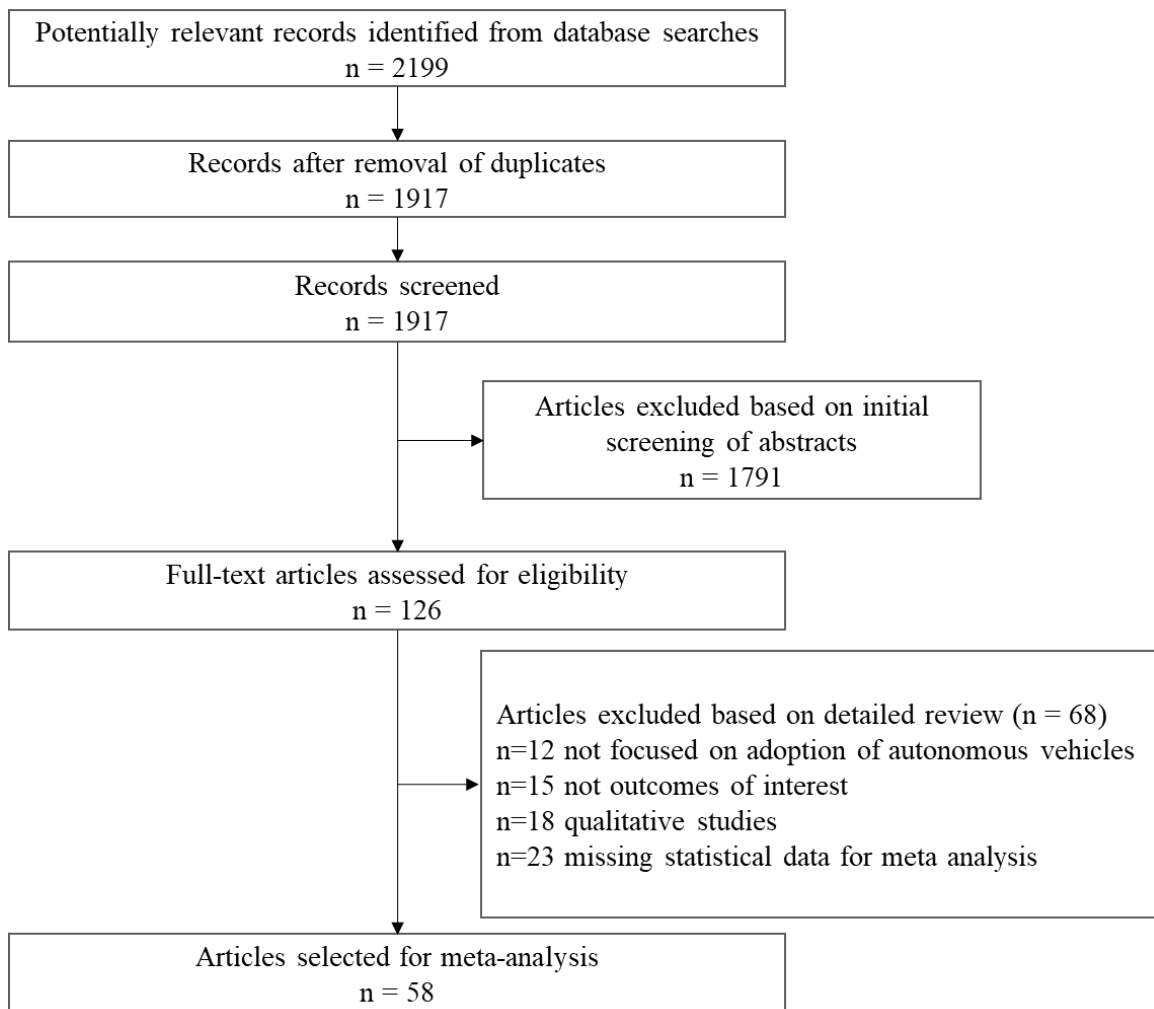 Potentially relevant records identified from database searches
n = 2199
Records after removal of duplicates
n = 1917
Records screened
n = 1917
Articles excluded based on initial
screening of abstracts
n = 1791
Full-text articles assessed for eligibility
n = 126
Articles excluded based on detailed review (n = 68)
n=12 not focused on adoption of autonomous vehicles
n=15 not outcomes of interest
n=18 qualitative studies
n=23 missing statistical data for meta analysis
Articles selected for meta-analysis
n = 58